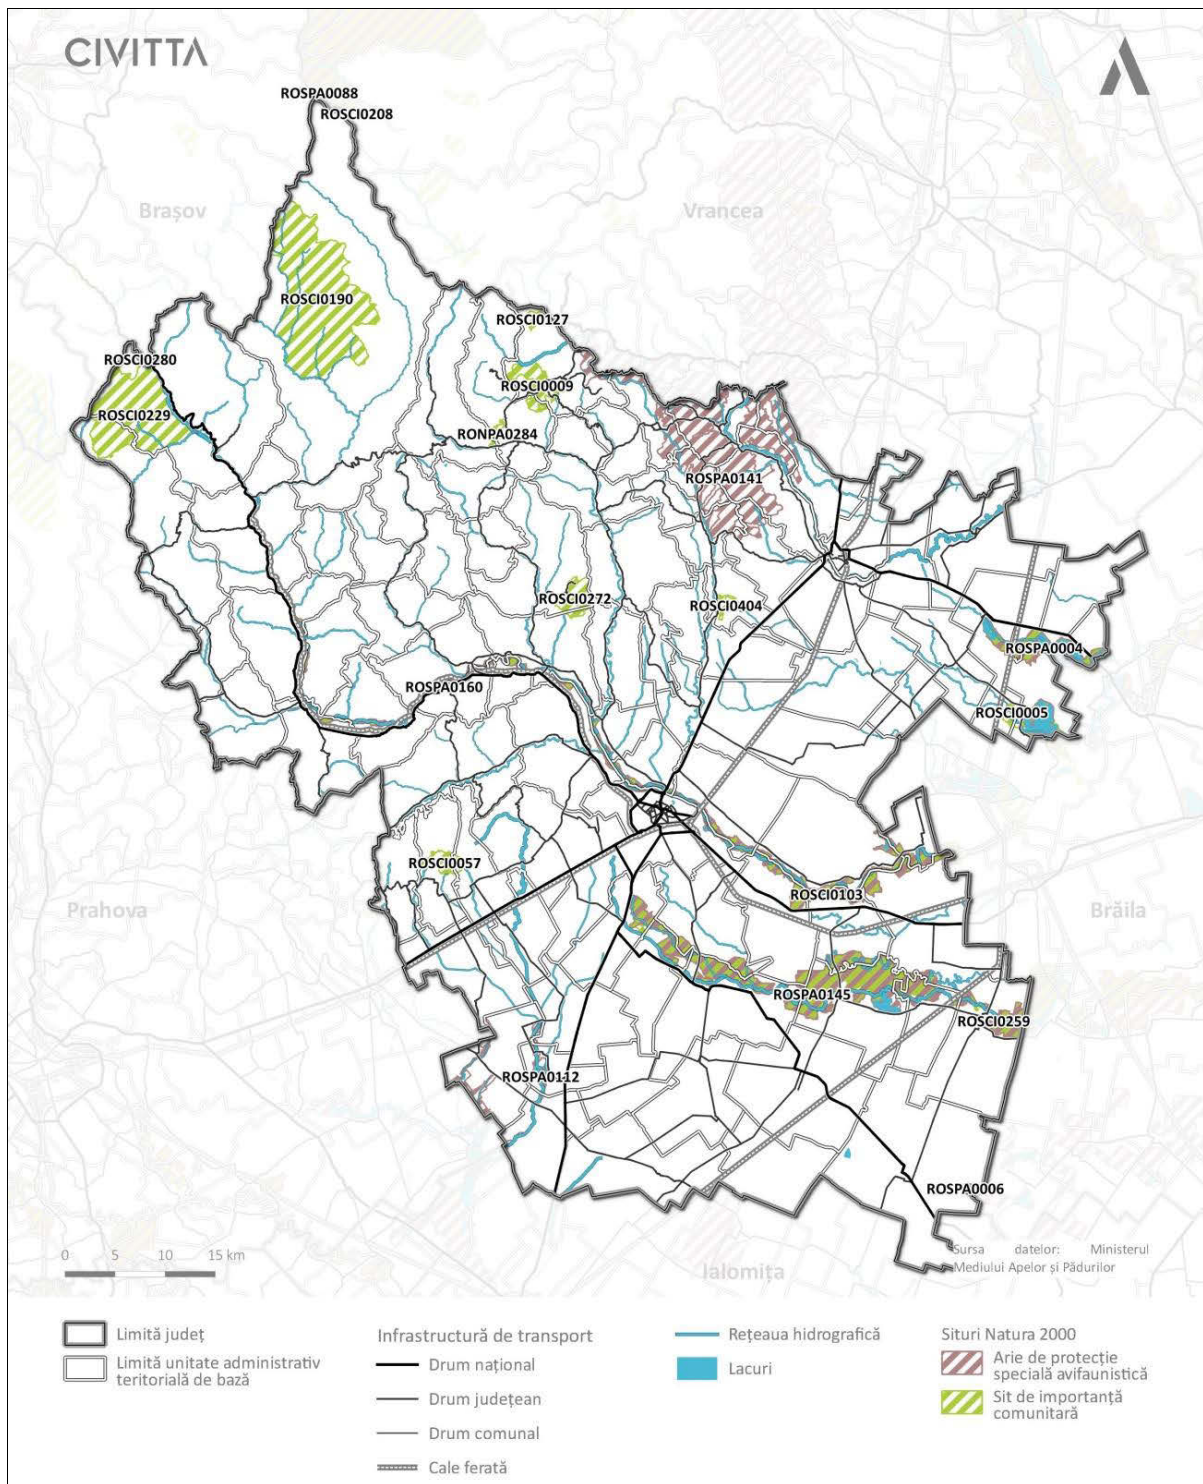 CIVITTA
ROSPA0088
ROSCI0208
Brașov
Vrancea
ROSCI0190
ROSCI0127
ROSCI0280
ROSCI0009
ROSCI0229
RONPA0284
ROSPA0141
ROSCI0272
ROSCI0404
ROSPA0004
ROSPA0160
ROSCI0005
ROSCI0057
ROSCI0103
Prahova
Brăila
ROSPA0145
ROSCI0259
ROSPA0112
ROSPA0006
0 5 10 15 km
Sursa datelor: Ministerul
Mediului Apelor și Pădurilor
Ialomița
Limită județ
Limită unitate administrativ
teritorială de bază
Infrastructură de transport
Drum național
Drum județean
Drum comunal
Cale ferată
Rețeaua hidrografică
Lacuri
Situri Natura 2000
Arie de protecție
specială avifaunistică
Sit de importanță
comunitară